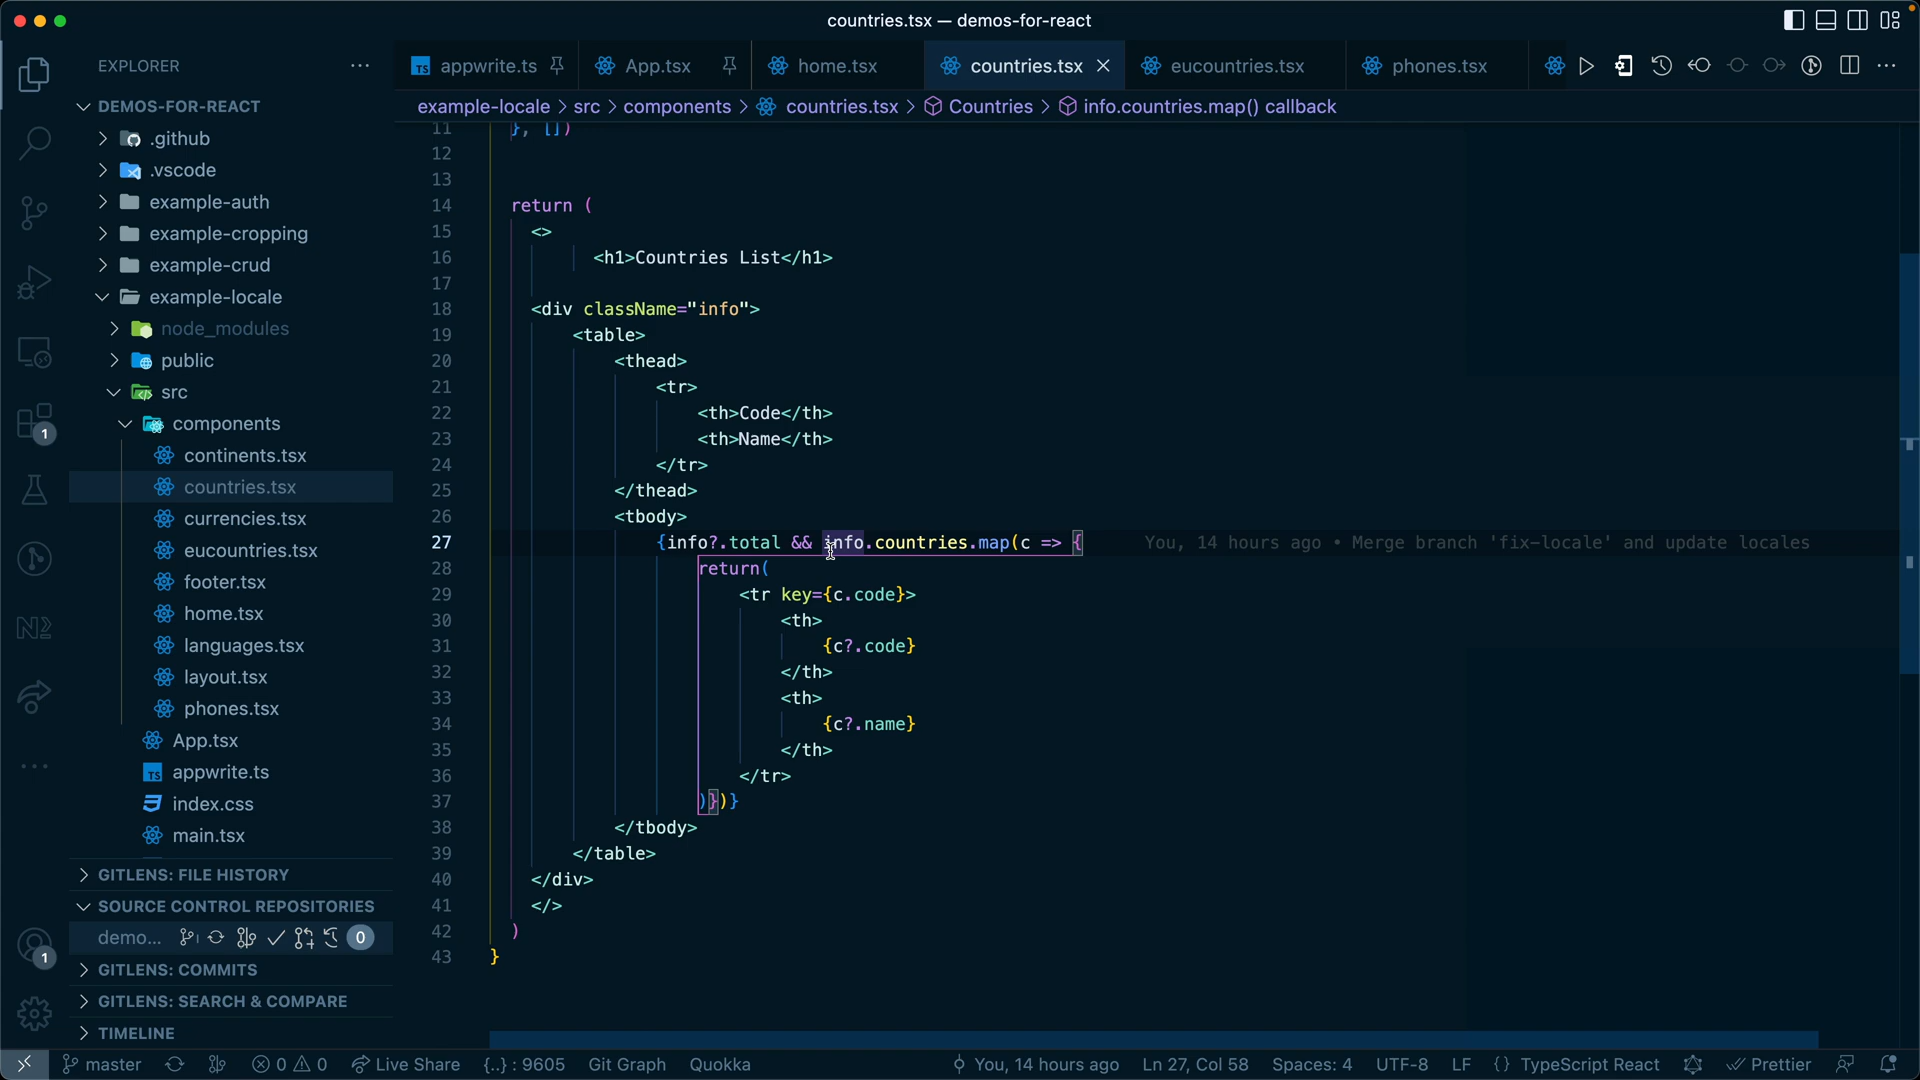 countries.tsx — demos-for-react
EXPLORER
appwrite.ts
App.tsx
home.tsx
countries.tsx
eucountries.tsx
phones.tsx
example-locale > src > components > countries.tsx > Countries > info.countries.map() callback
DEMOS-FOR-REACT
.github
.vscode
example-auth
example-cropping
example-crud
example-locale
node_modules
public
src
components
continents.tsx
countries.tsx
currencies.tsx
eucountries.tsx
footer.tsx
home.tsx
languages.tsx
layout.tsx
phones.tsx
App.tsx
TS appwrite.ts
index.css
main.tsx
GITLENS: FILE HISTORY
SOURCE CONTROL REPOSITORIES
demo... 0
GITLENS: COMMITS
GITLENS: SEARCH & COMPARE
TIMELINE
1
1
11 }, [])
12
13
14 return (
15 <>
16 <h1>Countries List</h1>
17
18 <div className="info">
19 <table>
20 <thead>
21 <tr>
22 <th>Code</th>
23 <th>Name</th>
24 </tr>
25 </thead>
26 <tbody>
27 {info?.total && info.countries.map(c => { You, 14 hours ago • Merge branch 'fix-locale' and update locales
28 return(
29 <tr key={c.code}>
30 <th>
31 {c?.code}
32 </th>
33 <th>
34 {c?.name}
35 </th>
36 </tr>
37 )})}
38 </tbody>
39 </table>
40 </div>
41 </>
42 )
43 }
master 0 0 Live Share {..} : 9605 Git Graph Quokka You, 14 hours ago Ln 27, Col 58 Spaces: 4 UTF-8 LF {} TypeScript React Prettier